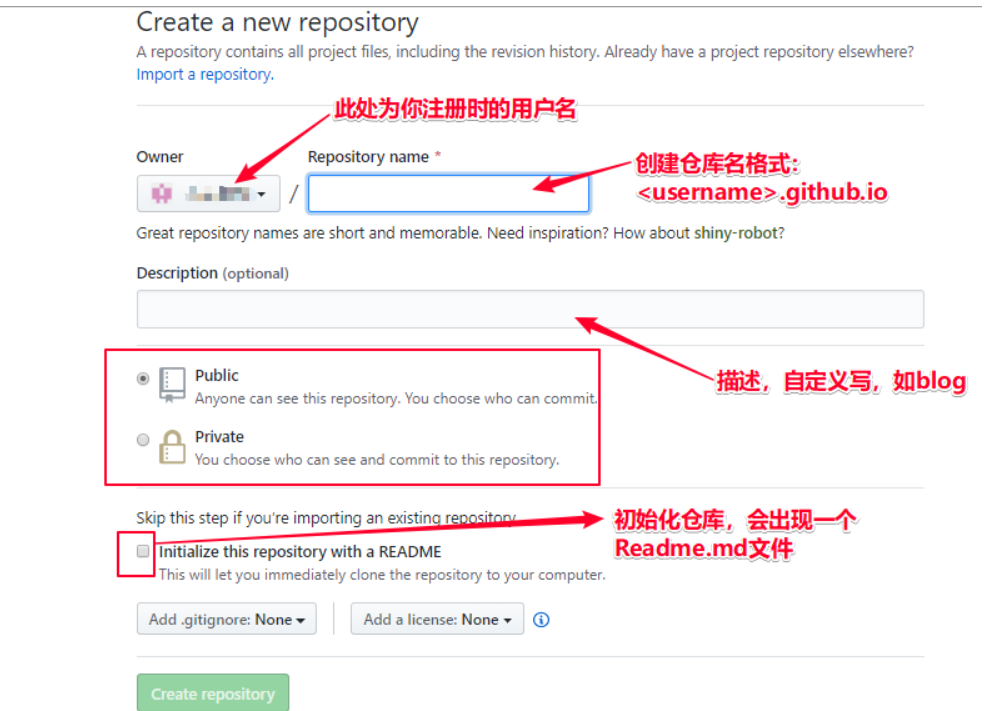 Create a new repository
A repository contains all project files, including the revision history. Already have a project repository elsewhere?
Import a repository.
此处为你注册时的用户名
Owner
Repository name *
/
创建仓库名格式:
<username>.github.io
Great repository names are short and memorable. Need inspiration? How about shiny-robot?
Description (optional)
描述，自定义写，如blog
Public
Anyone can see this repository. You choose who can commit.
Private
You choose who can see and commit to this repository.
Skip this step if you're importing an existing repository
初始化仓库，会出现一个
Readme.md文件
Initialize this repository with a README
This will let you immediately clone the repository to your computer.
Add .gitignore: None
Add a license: None
Create repository